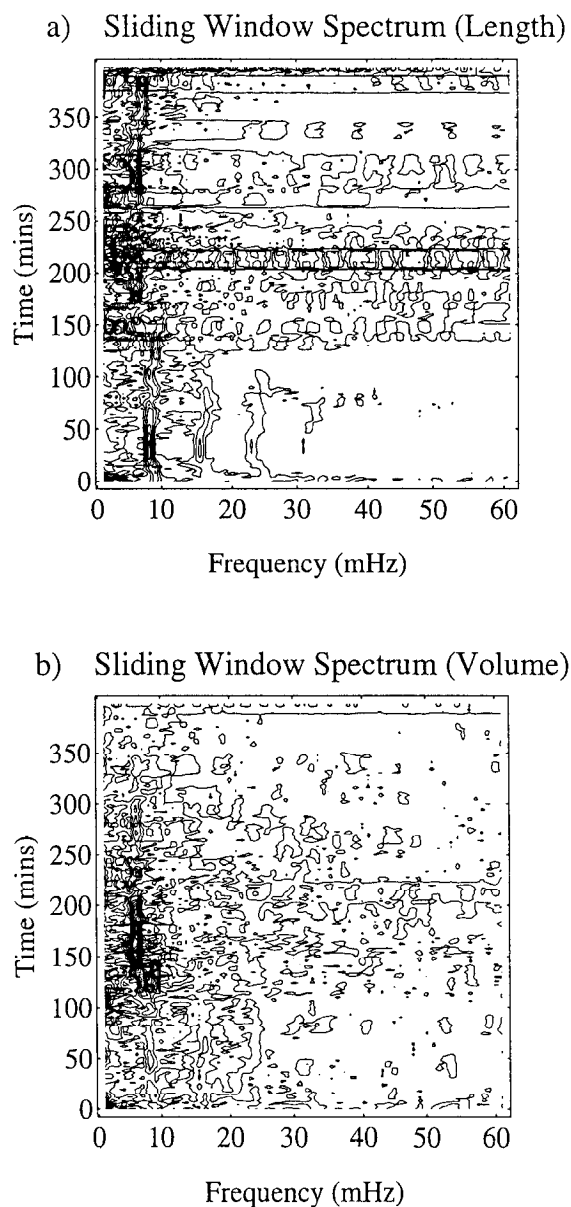 a) Sliding Window Spectrum (Length)
350
300
250
200
150
100
50
0
Time (mins)
0 10 20 30 40 50 60
Frequency (mHz)
b) Sliding Window Spectrum (Volume)
350
300
250
200
150
100
50
0
Time (mins)
0 10 20 30 40 50 60
Frequency (mHz)